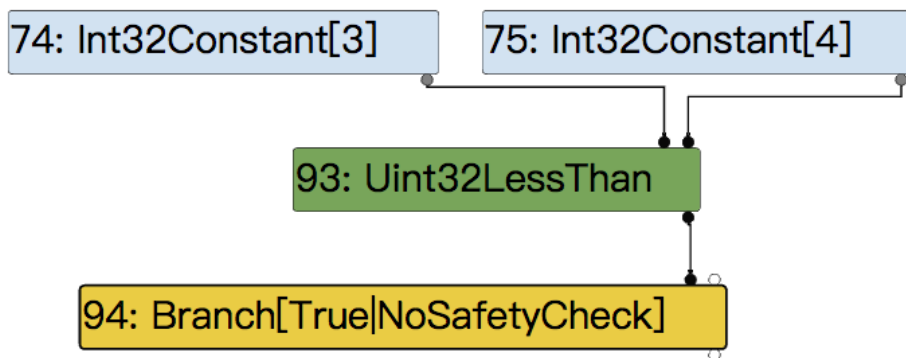 74: Int32Constant[3]
75: Int32Constant[4]
93: Uint32LessThan
94: Branch[True|NoSafetyCheck]